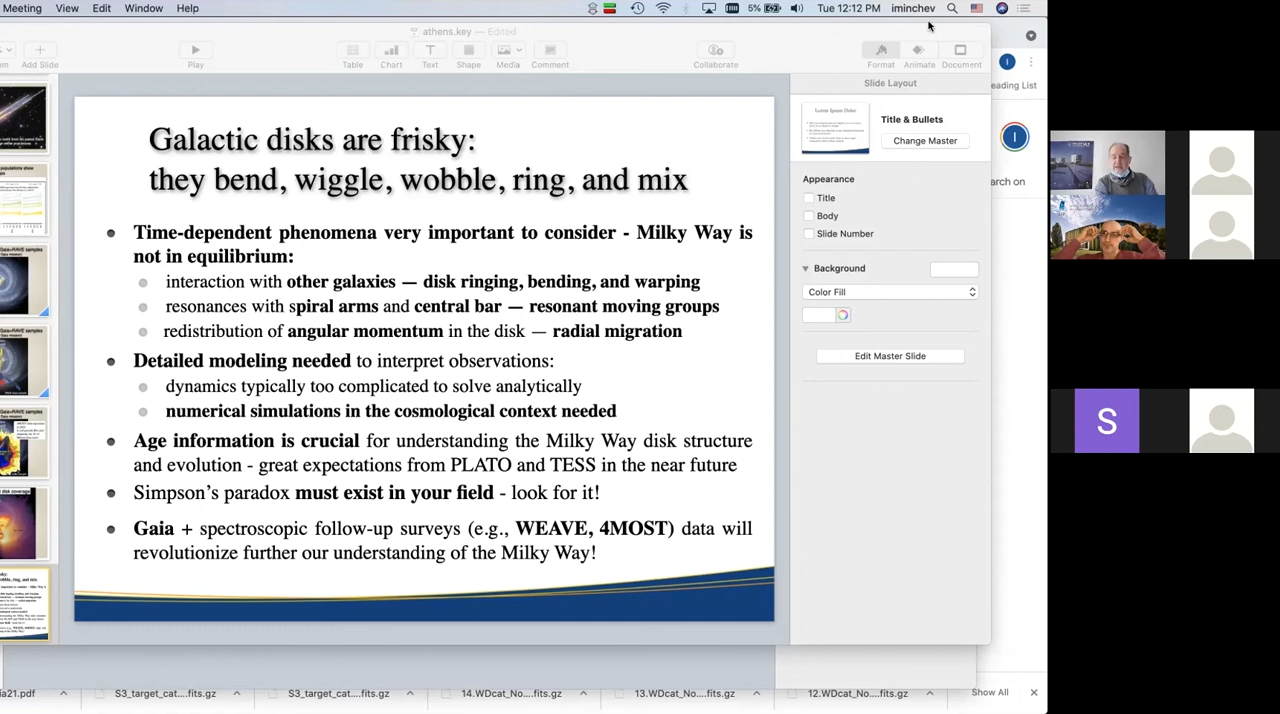 Meeting View Edit Window Help
5% Tue 12:12 PM iminchev
athens.key — Edited
Add Slide Play Table Chart Text Shape Media Comment Collaborate Format Animate Document
Slide Layout
Title & Bullets
Change Master
Appearance
Title
Body
Slide Number
Background
Color Fill
Edit Master Slide
Galactic disks are frisky:
they bend, wiggle, wobble, ring, and mix
Time-dependent phenomena very important to consider - Milky Way is
not in equilibrium:
interaction with other galaxies — disk ringing, bending, and warping
resonances with spiral arms and central bar — resonant moving groups
redistribution of angular momentum in the disk — radial migration
Detailed modeling needed to interpret observations:
dynamics typically too complicated to solve analytically
numerical simulations in the cosmological context needed
Age information is crucial for understanding the Milky Way disk structure
and evolution - great expectations from PLATO and TESS in the near future
Simpson's paradox must exist in your field - look for it!
Gaia + spectroscopic follow-up surveys (e.g., WEAVE, 4MOST) data will
revolutionize further our understanding of the Milky Way!
I
eading List
I
arch on
S
ia21.pdf S3_target_cat....fits.gz S3_target_cat....fits.gz 14.WDcat_No...fits.gz 13.WDcat_No...fits.gz 12.WDcat_No...fits.gz Show All